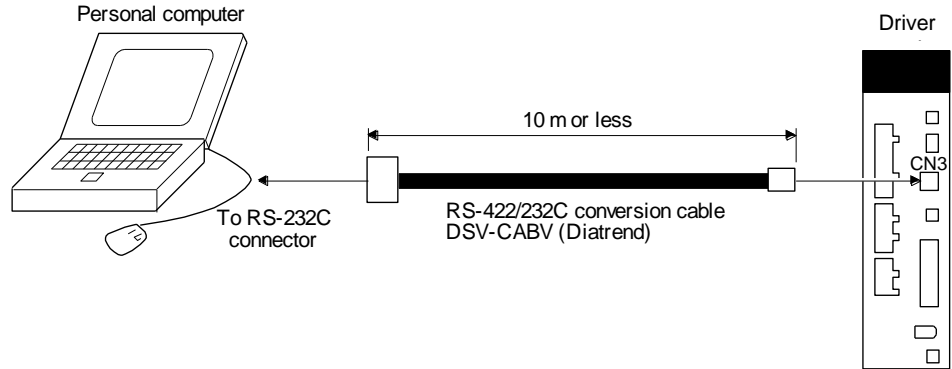 Personal computer
Driver
10 m or less
CN3
To RS-232C
connector
RS-422/232C conversion cable
DSV-CABV (Diatrend)